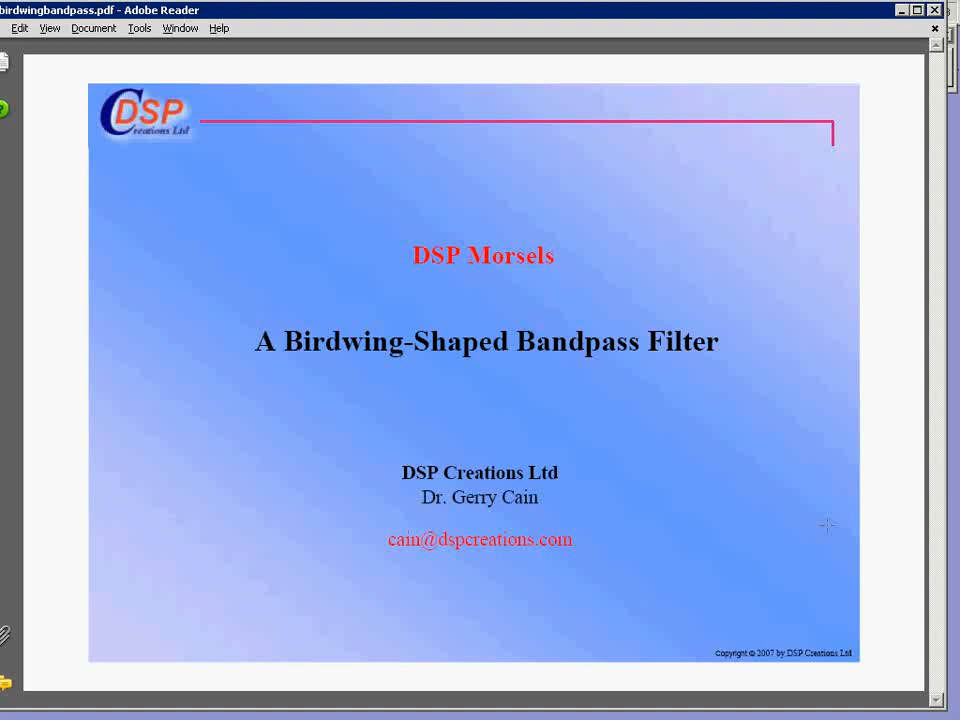 birdwingbandpass.pdf - Adobe Reader
Edit View Document Tools Window Help
CDSP
Creations Ltd
DSP Morsels
A Birdwing-Shaped Bandpass Filter
DSP Creations Ltd
Dr. Gerry Cain
cain@dspcreations.com
Copyright © 2007 by DSP Creations Ltd